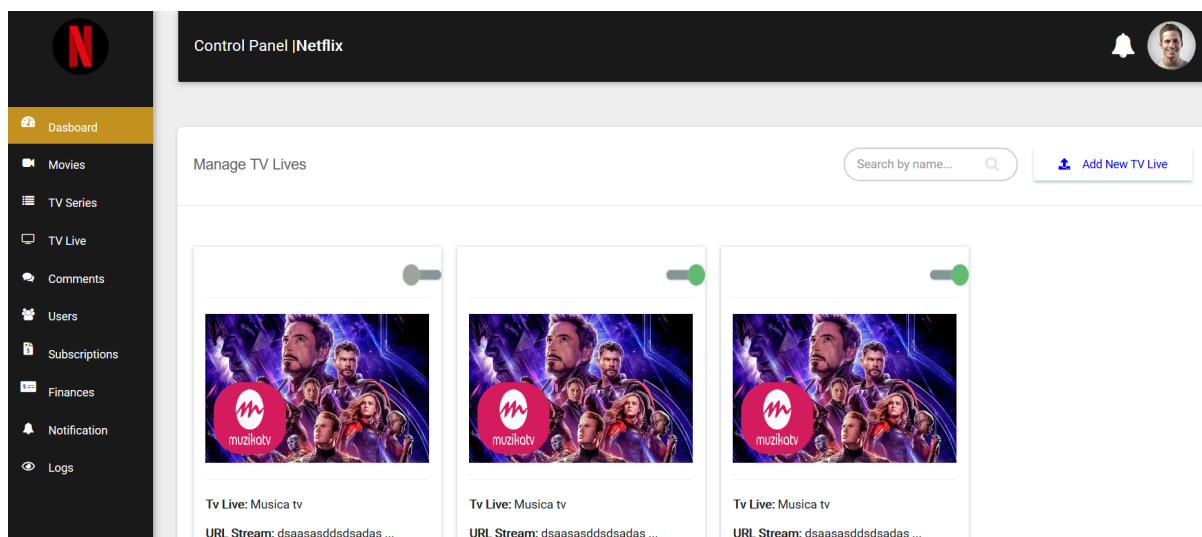 N
Control Panel |Netflix
Dasboard
Movies
TV Series
TV Live
Comments
Users
Subscriptions
Finances
Notification
Logs
Manage TV Lives
Search by name...
Add New TV Live
muzikatv
Tv Live: Musica tv
URL Stream: dsaasasddsdsadas ...
muzikatv
Tv Live: Musica tv
URL Stream: dsaasasddsdsadas ...
muzikatv
Tv Live: Musica tv
URL Stream: dsaasasddsdsadas ...